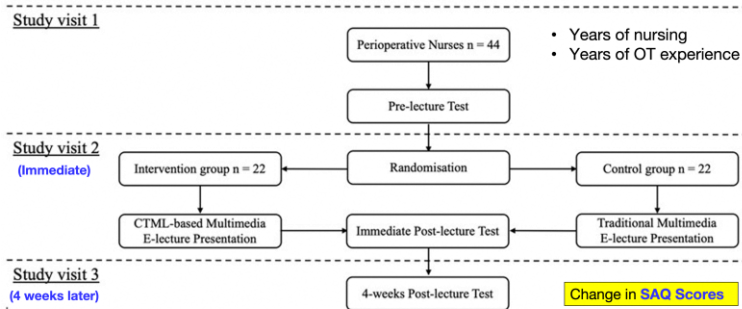 Study visit 1
Perioperative Nurses n = 44
• Years of nursing
• Years of OT experience
Pre-lecture Test
Study visit 2
(Immediate)
Intervention group n = 22
Randomisation
Control group n = 22
CTML-based Multimedia
E-lecture Presentation
Immediate Post-lecture Test
Traditional Multimedia
E-lecture Presentation
Study visit 3
(4 weeks later)
4-weeks Post-lecture Test
Change in SAQ Scores